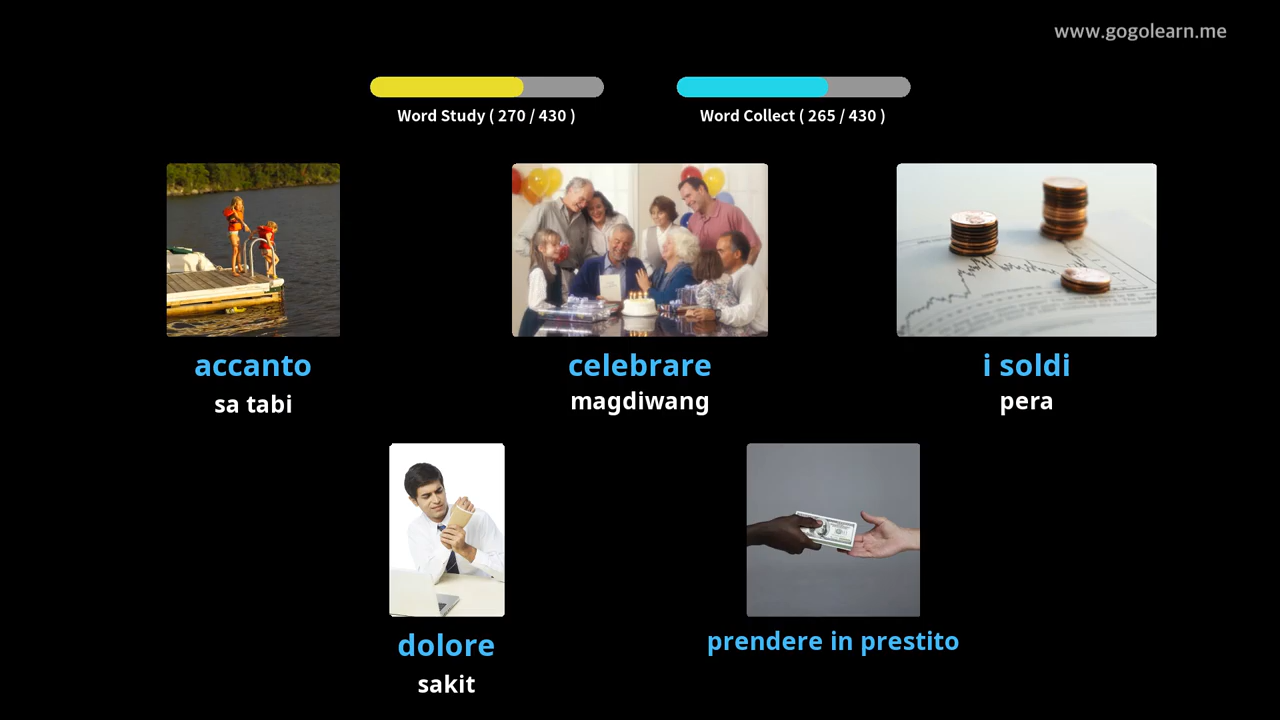 www.gogolearn.me
Word Study ( 270 / 430 )
Word Collect ( 265 / 430 )
accanto
sa tabi
celebrare
magdiwang
i soldi
pera
dolore
sakit
prendere in prestito